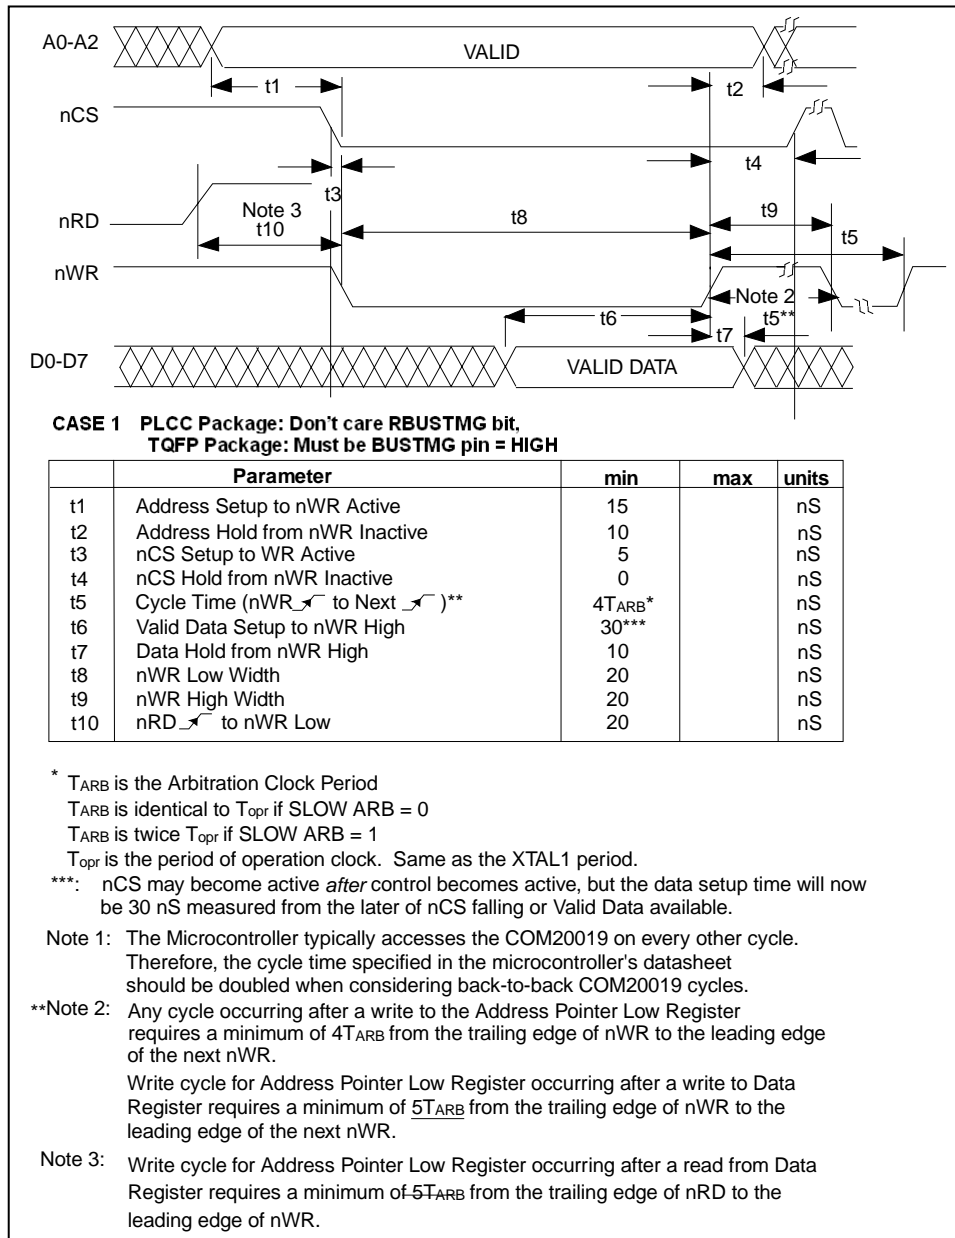 A0-A2
VALID
t1
t2
nCS
t4
t3
nRD
Note 3
t10
t8
t9
t5
nWR
Note 2
t5**
t6
t7
D0-D7
VALID DATA
CASE 1 PLCC Package: Don't care RBUSTMG bit,
TQFP Package: Must be BUSTMG pin = HIGH
Parameter min max units
t1 Address Setup to nWR Active 15 nS
t2 Address Hold from nWR Inactive 10 nS
t3 nCS Setup to WR Active 5 nS
t4 nCS Hold from nWR Inactive 0 nS
t5 Cycle Time (nWR to Next )** 4TARB* nS
t6 Valid Data Setup to nWR High 30*** nS
t7 Data Hold from nWR High 10 nS
t8 nWR Low Width 20 nS
t9 nWR High Width 20 nS
t10 nRD to nWR Low 20 nS
* TARB is the Arbitration Clock Period
TARB is identical to Topr if SLOW ARB = 0
TARB is twice Topr if SLOW ARB = 1
Topr is the period of operation clock. Same as the XTAL1 period.
***: nCS may become active after control becomes active, but the data setup time will now
be 30 nS measured from the later of nCS falling or Valid Data available.
Note 1: The Microcontroller typically accesses the COM20019 on every other cycle.
Therefore, the cycle time specified in the microcontroller's datasheet
should be doubled when considering back-to-back COM20019 cycles.
**Note 2: Any cycle occurring after a write to the Address Pointer Low Register
requires a minimum of 4TARB from the trailing edge of nWR to the leading edge
of the next nWR.
Write cycle for Address Pointer Low Register occurring after a write to Data
Register requires a minimum of 5TARB from the trailing edge of nWR to the
leading edge of the next nWR.
Note 3: Write cycle for Address Pointer Low Register occurring after a read from Data
Register requires a minimum of 5TARB from the trailing edge of nRD to the
leading edge of nWR.